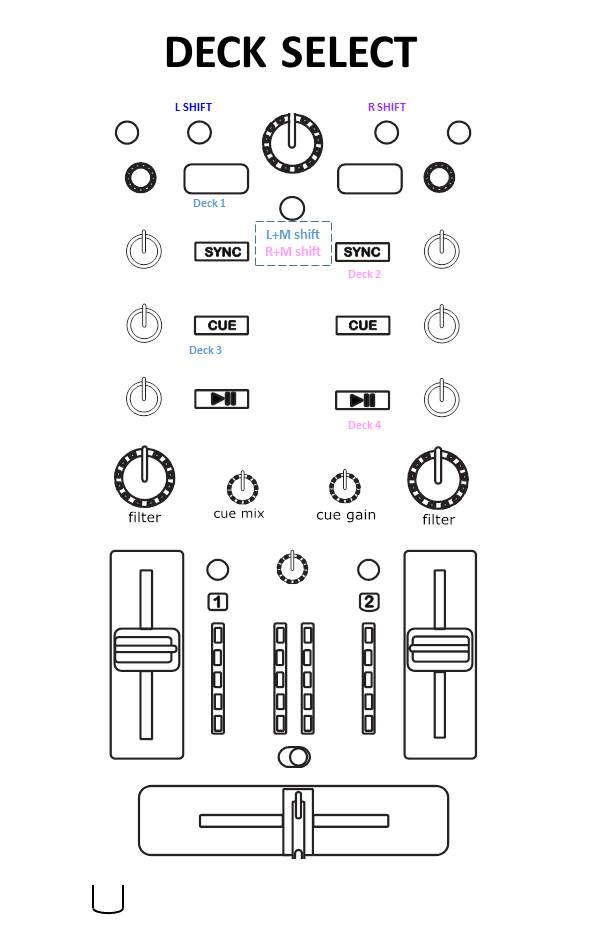 DECK SELECT
L SHIFT
R SHIFT
Deck 1
L+M shift
R+M shift
SYNC
SYNC
Deck 2
CUE
CUE
Deck 3
Deck 4
filter
cue mix
cue gain
filter
1
2